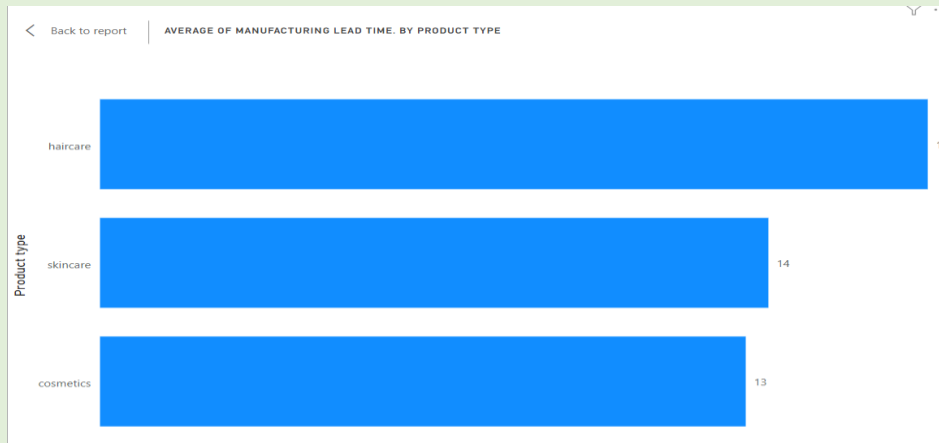 Back to report
AVERAGE OF MANUFACTURING LEAD TIME. BY PRODUCT TYPE
haircare
Product type
skincare
14
cosmetics
13